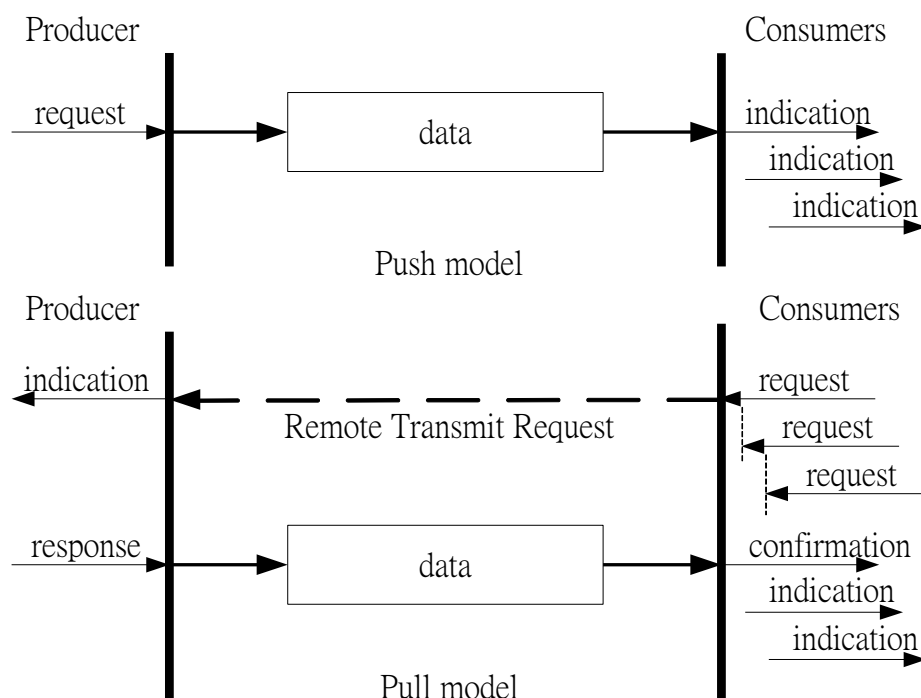 Producer
Consumers
request
data
indication
indication
indication
Push model
Producer
Consumers
indication
request
Remote Transmit Request
request
request
response
data
confirmation
indication
indication
Pull model